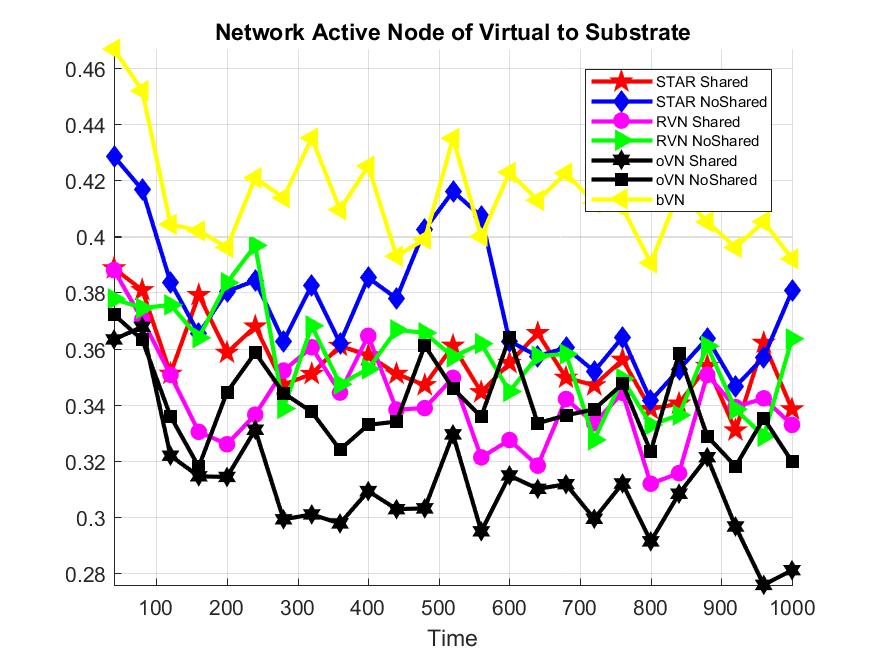 Network Active Node of Virtual to Substrate
0.46
0.44
0.42
0.4
0.38
0.36
0.34
0.32
0.3
0.28
STAR Shared
STAR NoShared
RVN Shared
RVN NoShared
oVN Shared
oVN NoShared
bVN
100 200 300 400 500 600 700 800 900 1000
Time